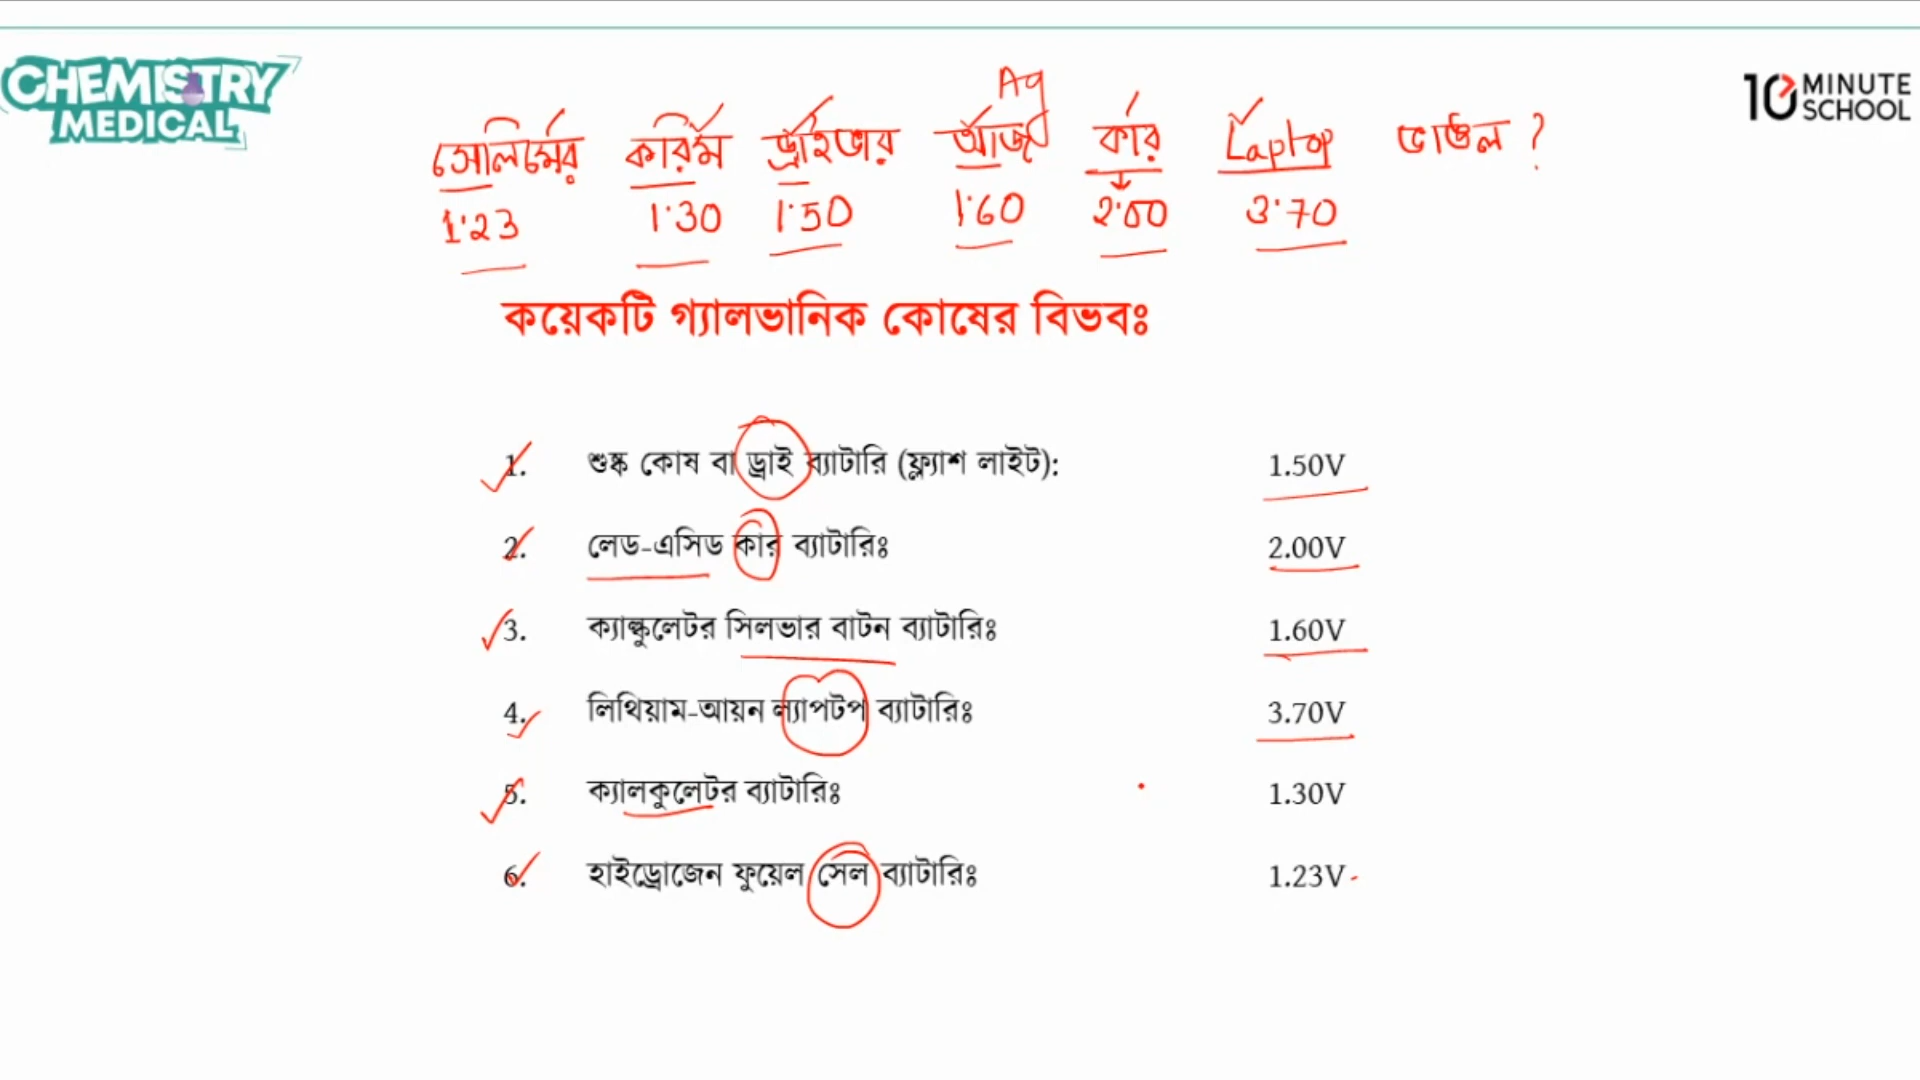 CHEMISTRY
MEDICAL
10 MINUTE
SCHOOL
Ag
সেলিমের করিম ড্রাইভার আজ কার Laptop ভাঙল ?
1.23 1.30 1.50 1.60 2.00 3.70
কয়েকটি গ্যালভানিক কোষের বিভবঃ
1. শুষ্ক কোষ বা ড্রাই ব্যাটারি (ফ্ল্যাশ লাইট): 1.50V
2. লেড-এসিড কার ব্যাটারিঃ 2.00V
3. ক্যাল্কুলেটর সিলভার বাটন ব্যাটারিঃ 1.60V
4. লিথিয়াম-আয়ন ল্যাপটপ ব্যাটারিঃ 3.70V
5. ক্যালকুলেটর ব্যাটারিঃ 1.30V
6. হাইড্রোজেন ফুয়েল সেল ব্যাটারিঃ 1.23V